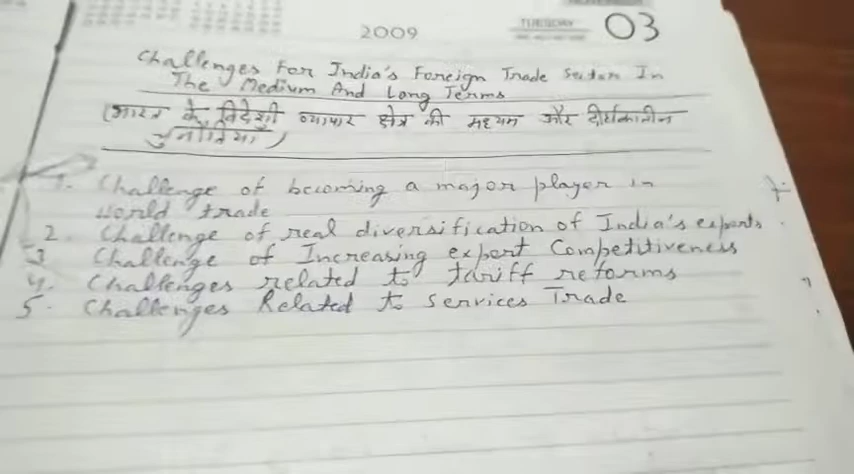 2009
TUESDAY 03
Challenges For India's Foreign Trade Sector In
The Medium And Long Terms
(भारत के विदेशी व्यापार क्षेत्र की मध्यम और दीर्घकालीन
चुनौतियां)
1. Challenge of becoming a major player in
world trade
2. Challenge of real diversification of India's exports
3 Challenge of Increasing export Competitiveness
4. Challenges related to tariff reforms
5. Challenges Related to services Trade